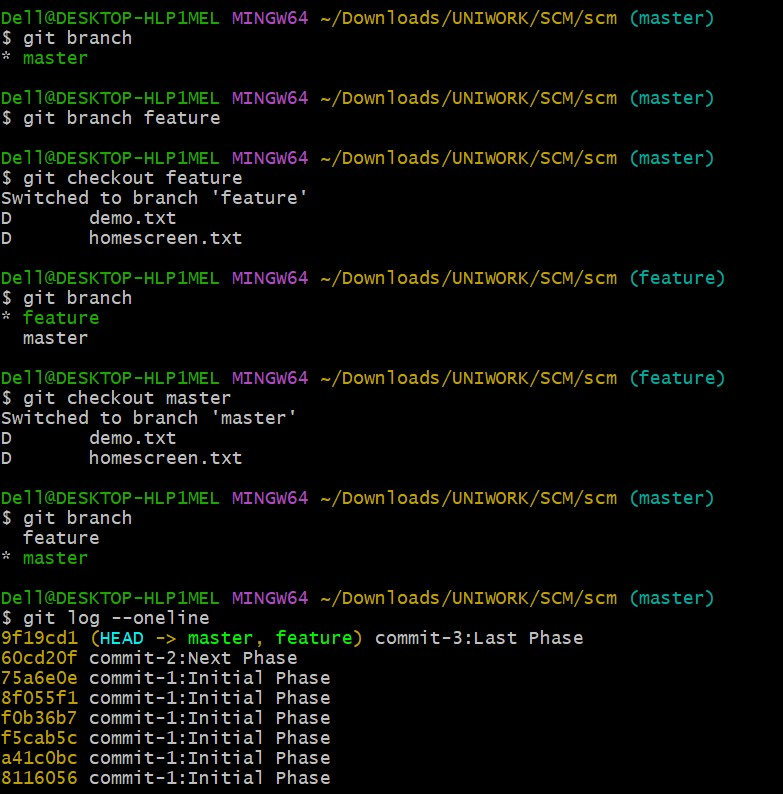 Dell@DESKTOP-HLP1MEL MINGW64 ~/Downloads/UNIWORK/SCM/scm (master)
$ git branch
* master
Dell@DESKTOP-HLP1MEL MINGW64 ~/Downloads/UNIWORK/SCM/scm (master)
$ git branch feature
Dell@DESKTOP-HLP1MEL MINGW64 ~/Downloads/UNIWORK/SCM/scm (master)
$ git checkout feature
Switched to branch 'feature'
D       demo.txt
D       homescreen.txt
Dell@DESKTOP-HLP1MEL MINGW64 ~/Downloads/UNIWORK/SCM/scm (feature)
$ git branch
* feature
  master
Dell@DESKTOP-HLP1MEL MINGW64 ~/Downloads/UNIWORK/SCM/scm (feature)
$ git checkout master
Switched to branch 'master'
D       demo.txt
D       homescreen.txt
Dell@DESKTOP-HLP1MEL MINGW64 ~/Downloads/UNIWORK/SCM/scm (master)
$ git branch
  feature
* master
Dell@DESKTOP-HLP1MEL MINGW64 ~/Downloads/UNIWORK/SCM/scm (master)
$ git log --oneline
9f19cd1 (HEAD -> master, feature) commit-3:Last Phase
60cd20f commit-2:Next Phase
75a6e0e commit-1:Initial Phase
8f055f1 commit-1:Initial Phase
f0b36b7 commit-1:Initial Phase
f5cab5c commit-1:Initial Phase
a41c0bc commit-1:Initial Phase
8116056 commit-1:Initial Phase